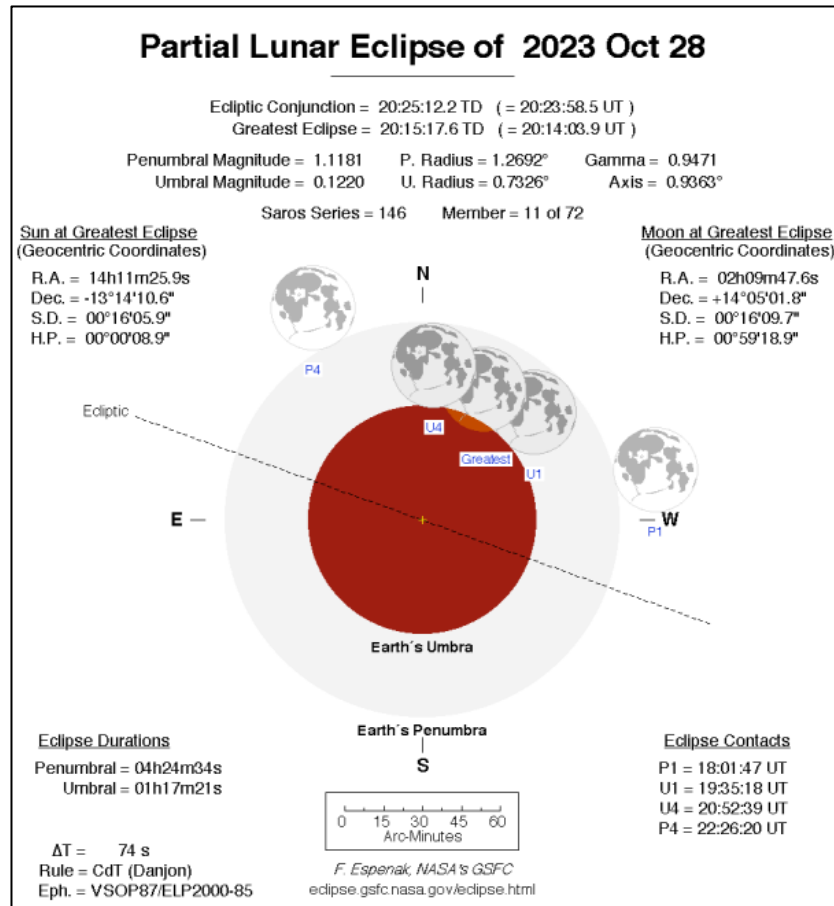 Partial Lunar Eclipse of 2023 Oct 28
Ecliptic Conjunction = 20:25:12.2 TD ( = 20:23:58.5 UT )
Greatest Eclipse = 20:15:17.6 TD ( = 20:14:03.9 UT )
Penumbral Magnitude = 1.1181 P. Radius = 1.2692° Gamma = 0.9471
Umbral Magnitude = 0.1220 U. Radius = 0.7326° Axis = 0.9363°
Saros Series = 146 Member = 11 of 72
Sun at Greatest Eclipse
(Geocentric Coordinates)
R.A. = 14h11m25.9s
Dec. = -13°14'10.6"
S.D. = 00°16'05.9"
H.P. = 00°00'08.9"
Moon at Greatest Eclipse
(Geocentric Coordinates)
R.A. = 02h09m47.6s
Dec. = +14°05'01.8"
S.D. = 00°16'09.7"
H.P. = 00°59'18.9"
N
P4
Ecliptic
U4
Greatest
U1
E
W
P1
Earth's Umbra
Earth's Penumbra
S
Eclipse Durations
Penumbral = 04h24m34s
Umbral = 01h17m21s
Eclipse Contacts
P1 = 18:01:47 UT
U1 = 19:35:18 UT
U4 = 20:52:39 UT
P4 = 22:26:20 UT
0 15 30 45 60
Arc-Minutes
ΔT = 74 s
Rule = CdT (Danjon)
Eph. = VSOP87/ELP2000-85
F. Espenak, NASA's GSFC
eclipse.gsfc.nasa.gov/eclipse.html